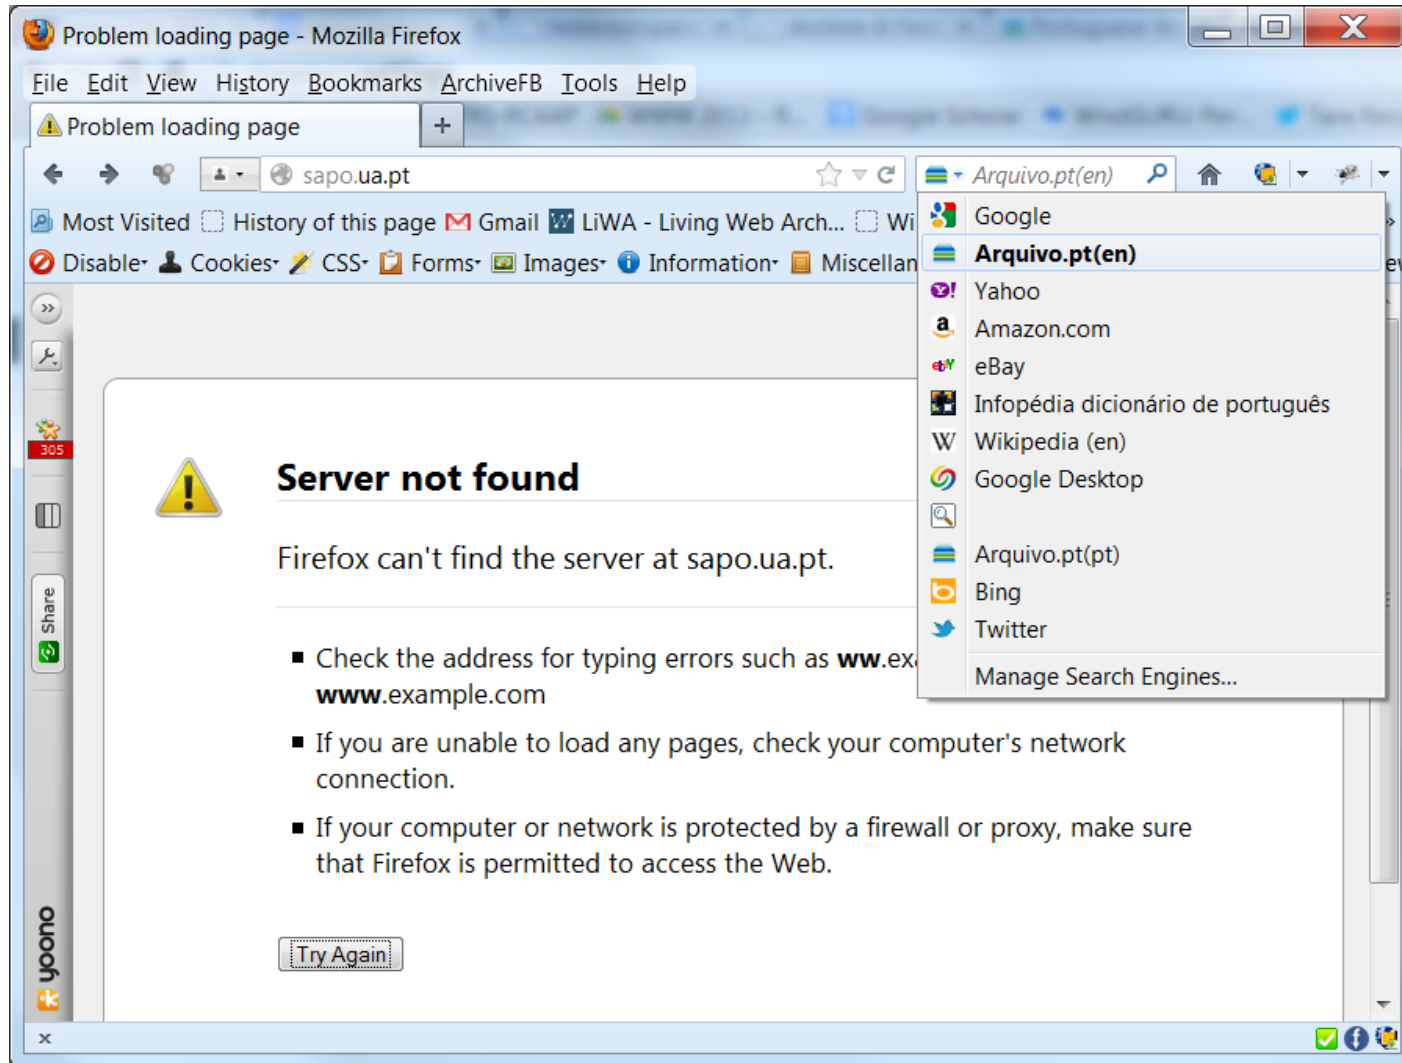 Problem loading page - Mozilla Firefox
File Edit View History Bookmarks ArchiveFB Tools Help
Problem loading page +
sapo.ua.pt Arquivo.pt(en)
Most Visited History of this page Gmail LiWA - Living Web Arch... Wi
Disable Cookies CSS Forms Images Information Miscellan
Google
Arquivo.pt(en)
Yahoo
Amazon.com
eBay
Infopédia dicionário de português
Wikipedia (en)
Google Desktop
Arquivo.pt(pt)
Bing
Twitter
Manage Search Engines...
305
Share
yoono
Server not found
Firefox can't find the server at sapo.ua.pt.
Check the address for typing errors such as ww.exa
www.example.com
If you are unable to load any pages, check your computer's network
connection.
If your computer or network is protected by a firewall or proxy, make sure
that Firefox is permitted to access the Web.
Try Again